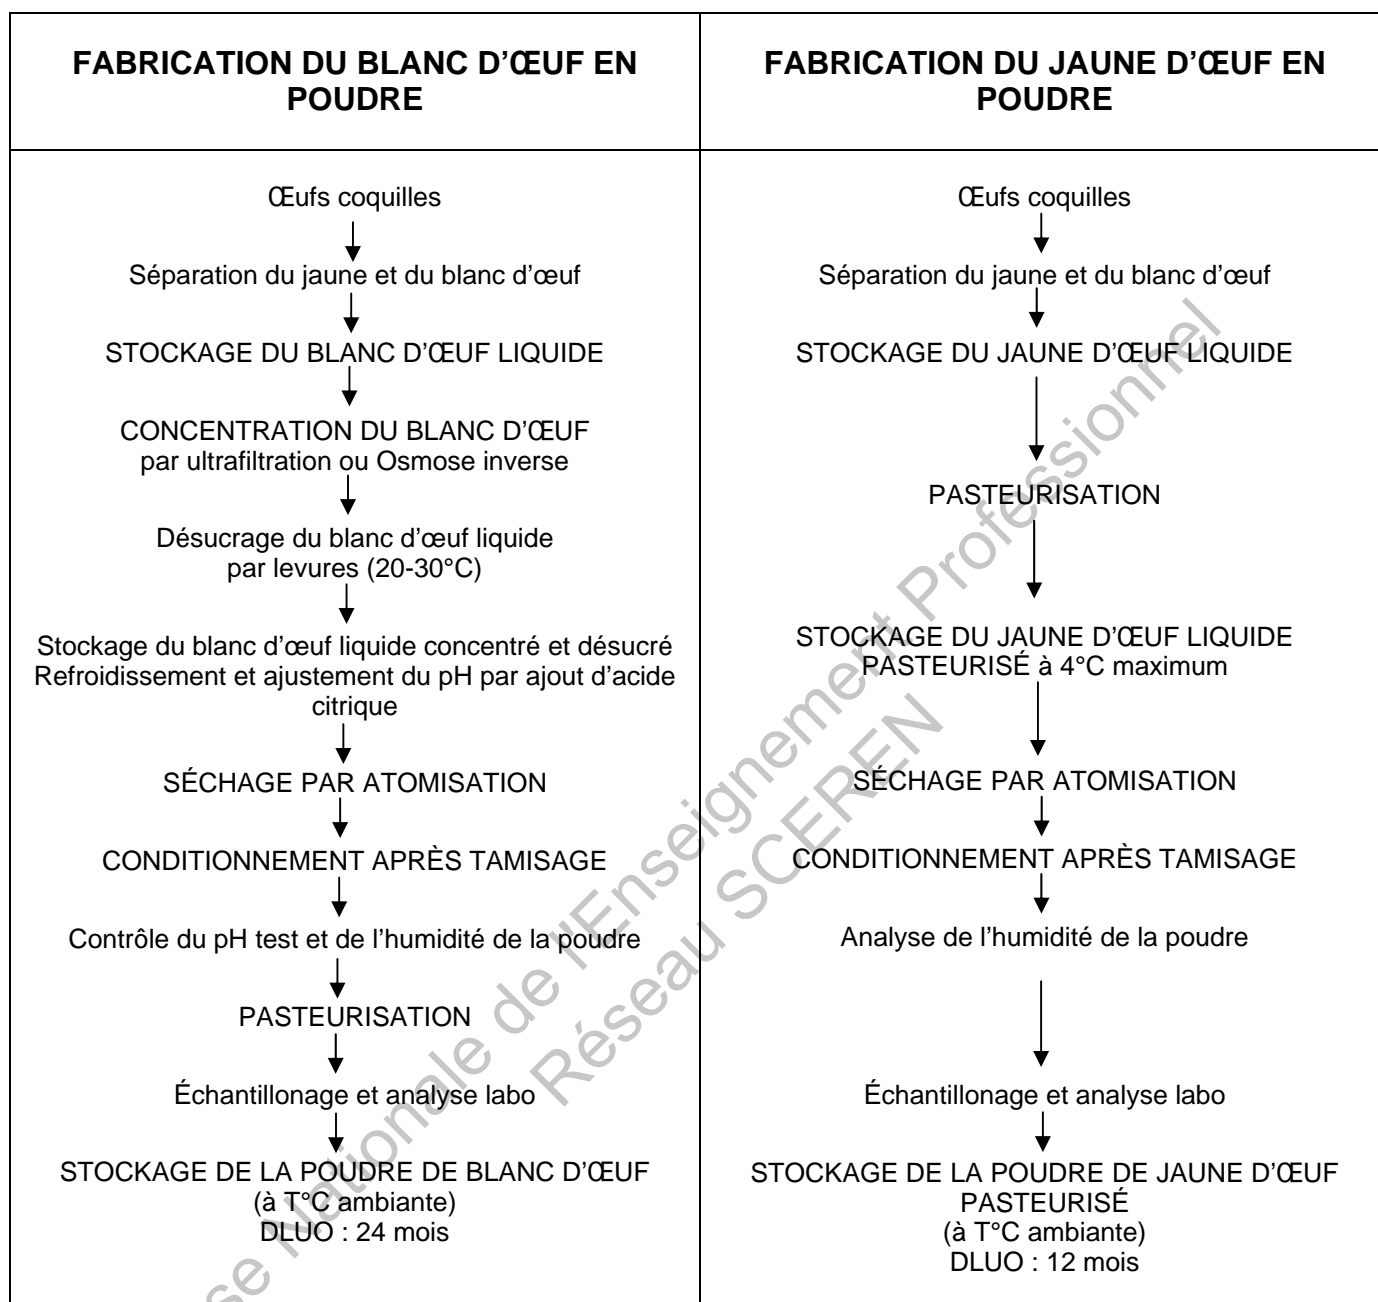 FABRICATION DU BLANC D'ŒUF EN
POUDRE
Œufs coquilles
Séparation du jaune et du blanc d'œuf
STOCKAGE DU BLANC D'ŒUF LIQUIDE
CONCENTRATION DU BLANC D'ŒUF
par ultrafiltration ou Osmose inverse
Désucrage du blanc d'œuf liquide
par levures (20-30°C)
Stockage du blanc d'œuf liquide concentré et désucré
Refroidissement et ajustement du pH par ajout d'acide
citrique
SÉCHAGE PAR ATOMISATION
CONDITIONNEMENT APRÈS TAMISAGE
Contrôle du pH test et de l'humidité de la poudre
PASTEURISATION
Échantillonage et analyse labo
STOCKAGE DE LA POUDRE DE BLANC D'ŒUF
(à T°C ambiante)
DLUO : 24 mois
FABRICATION DU JAUNE D'ŒUF EN
POUDRE
Œufs coquilles
Séparation du jaune et du blanc d'œuf
STOCKAGE DU JAUNE D'ŒUF LIQUIDE
PASTEURISATION
STOCKAGE DU JAUNE D'ŒUF LIQUIDE
PASTEURISÉ à 4°C maximum
SÉCHAGE PAR ATOMISATION
CONDITIONNEMENT APRÈS TAMISAGE
Analyse de l'humidité de la poudre
Échantillonage et analyse labo
STOCKAGE DE LA POUDRE DE JAUNE D'ŒUF
PASTEURISÉ
(à T°C ambiante)
DLUO : 12 mois
se Nationale de l'Enseignement Professionnel
Réseau SCEREN